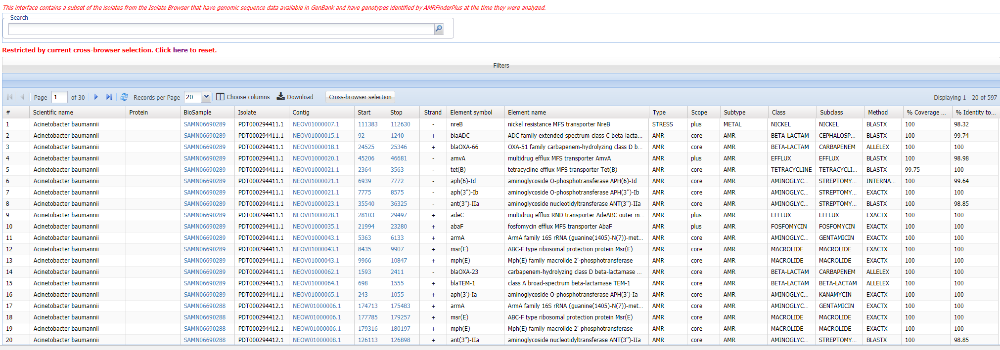 This interface contains a subset of the isolates from the Isolate Browser that have genomic sequence data available in GenBank and have genotypes identified by AMRFinderPlus at the time they were analyzed.
Search
Restricted by current cross-browser selection. Click here to reset.
Filters
Page 1 of 30 Records per Page 20 Choose columns Download Cross-browser selection Displaying 1 - 20 of 597
# Scientific name Protein BioSample Isolate Contig Start Stop Strand Element symbol Element name Type Scope Subtype Class Subclass Method % Coverage ... % Identity to...
1 Acinetobacter baumannii SAMN06690289 PDT000294411.1 NEOV01000007.1 111383 112630 - nreB nickel resistance MFS transporter NreB STRESS plus METAL NICKEL NICKEL BLASTX 100 98.32
2 Acinetobacter baumannii SAMN06690289 PDT000294411.1 NEOV01000015.1 92 1240 + blaADC ADC family extended-spectrum class C beta-lacta... AMR core AMR BETA-LACTAM CEPHALOSP... BLASTX 100 99.74
3 Acinetobacter baumannii SAMN06690289 PDT000294411.1 NEOV01000018.1 24525 25346 + blaOXA-66 OXA-51 family carbapenem-hydrolyzing class D b... AMR core AMR BETA-LACTAM CARBAPENEM ALLELEX 100 100
4 Acinetobacter baumannii SAMN06690289 PDT000294411.1 NEOV01000020.1 45206 46681 - amvA multidrug efflux MFS transporter AmvA AMR plus AMR EFFLUX EFFLUX BLASTX 100 98.98
5 Acinetobacter baumannii SAMN06690289 PDT000294411.1 NEOV01000021.1 2364 3563 - tet(B) tetracycline efflux MFS transporter Tet(B) AMR core AMR TETRACYCLINE TETRACYCLI... BLASTX 99.75 100
6 Acinetobacter baumannii SAMN06690289 PDT000294411.1 NEOV01000021.1 6939 7772 - aph(6)-Id aminoglycoside O-phosphotransferase APH(6)-Id AMR core AMR AMINOGLYC... STREPTOMY... INTERNA... 100 99.64
7 Acinetobacter baumannii SAMN06690289 PDT000294411.1 NEOV01000021.1 7775 8575 - aph(3'')-Ib aminoglycoside O-phosphotransferase APH(3'')-Ib AMR core AMR AMINOGLYC... STREPTOMY... EXACTX 100 100
8 Acinetobacter baumannii SAMN06690289 PDT000294411.1 NEOV01000023.1 35540 36325 - ant(3'')-IIa aminoglycoside nucleotidyltransferase ANT(3'')-IIa AMR core AMR AMINOGLYC... STREPTOMY... BLASTX 100 98.85
9 Acinetobacter baumannii SAMN06690289 PDT000294411.1 NEOV01000028.1 28103 29497 + adeC multidrug efflux RND transporter AdeABC outer m... AMR plus AMR EFFLUX EFFLUX EXACTX 100 100
10 Acinetobacter baumannii SAMN06690289 PDT000294411.1 NEOV01000035.1 21994 23280 + abaF fosfomycin efflux MFS transporter AbaF AMR plus AMR FOSFOMYCIN FOSFOMYCIN EXACTX 100 100
11 Acinetobacter baumannii SAMN06690289 PDT000294411.1 NEOV01000043.1 5363 6133 + armA ArmA family 16S rRNA (guanine(1405)-N(7))-met... AMR core AMR AMINOGLYC... GENTAMICIN EXACTX 100 100
12 Acinetobacter baumannii SAMN06690289 PDT000294411.1 NEOV01000043.1 8435 9907 + msr(E) ABC-F type ribosomal protection protein Msr(E) AMR core AMR MACROLIDE MACROLIDE EXACTX 100 100
13 Acinetobacter baumannii SAMN06690289 PDT000294411.1 NEOV01000043.1 9966 10847 + mph(E) Mph(E) family macrolide 2'-phosphotransferase AMR core AMR MACROLIDE MACROLIDE EXACTX 100 100
14 Acinetobacter baumannii SAMN06690289 PDT000294411.1 NEOV01000062.1 1593 2411 - blaOXA-23 carbapenem-hydrolyzing class D beta-lactamase ... AMR core AMR BETA-LACTAM CARBAPENEM ALLELEX 100 100
15 Acinetobacter baumannii SAMN06690289 PDT000294411.1 NEOV01000064.1 698 1555 + blaTEM-1 class A broad-spectrum beta-lactamase TEM-1 AMR core AMR BETA-LACTAM BETA-LACTAM ALLELEX 100 100
16 Acinetobacter baumannii SAMN06690289 PDT000294411.1 NEOV01000065.1 243 1055 + aph(3')-Ia aminoglycoside O-phosphotransferase APH(3')-Ia AMR core AMR AMINOGLYC... KANAMYCIN EXACTX 100 100
17 Acinetobacter baumannii SAMN06690288 PDT000294412.1 NEOW01000006.1 174713 175483 + armA ArmA family 16S rRNA (guanine(1405)-N(7))-met... AMR core AMR AMINOGLYC... GENTAMICIN EXACTX 100 100
18 Acinetobacter baumannii SAMN06690288 PDT000294412.1 NEOW01000006.1 177785 179257 + msr(E) ABC-F type ribosomal protection protein Msr(E) AMR core AMR MACROLIDE MACROLIDE EXACTX 100 100
19 Acinetobacter baumannii SAMN06690288 PDT000294412.1 NEOW01000006.1 179316 180197 + mph(E) Mph(E) family macrolide 2'-phosphotransferase AMR core AMR MACROLIDE MACROLIDE EXACTX 100 100
20 Acinetobacter baumannii SAMN06690288 PDT000294412.1 NEOW01000008.1 126113 126898 + ant(3'')-IIa aminoglycoside nucleotidyltransferase ANT(3'')-IIa AMR core AMR AMINOGLYC... STREPTOMY... BLASTX 100 98.85